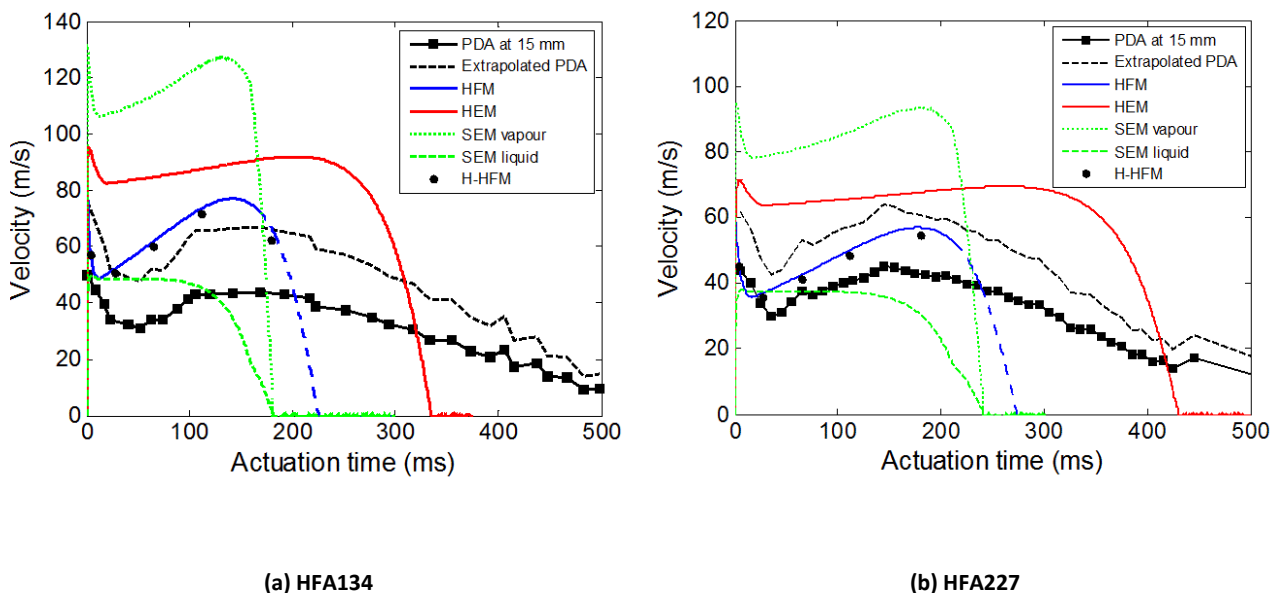 140
120
100
80
60
40
20
0
Velocity (m/s)
PDA at 15 mm
Extrapolated PDA
HFM
HEM
SEM vapour
SEM liquid
H-HFM
0 100 200 300 400 500
Actuation time (ms)
(a) HFA134
120
100
80
60
40
20
0
Velocity (m/s)
PDA at 15 mm
Extrapolated PDA
HFM
HEM
SEM vapour
SEM liquid
H-HFM
0 100 200 300 400 500
Actuation time (ms)
(b) HFA227